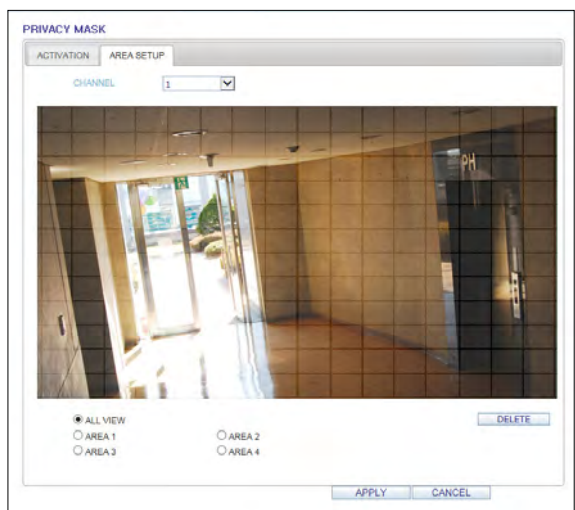 PRIVACY MASK
ACTIVATION AREA SETUP
CHANNEL 1
PH
ALL VIEW DELETE
AREA 1 AREA 2
AREA 3 AREA 4
APPLY CANCEL